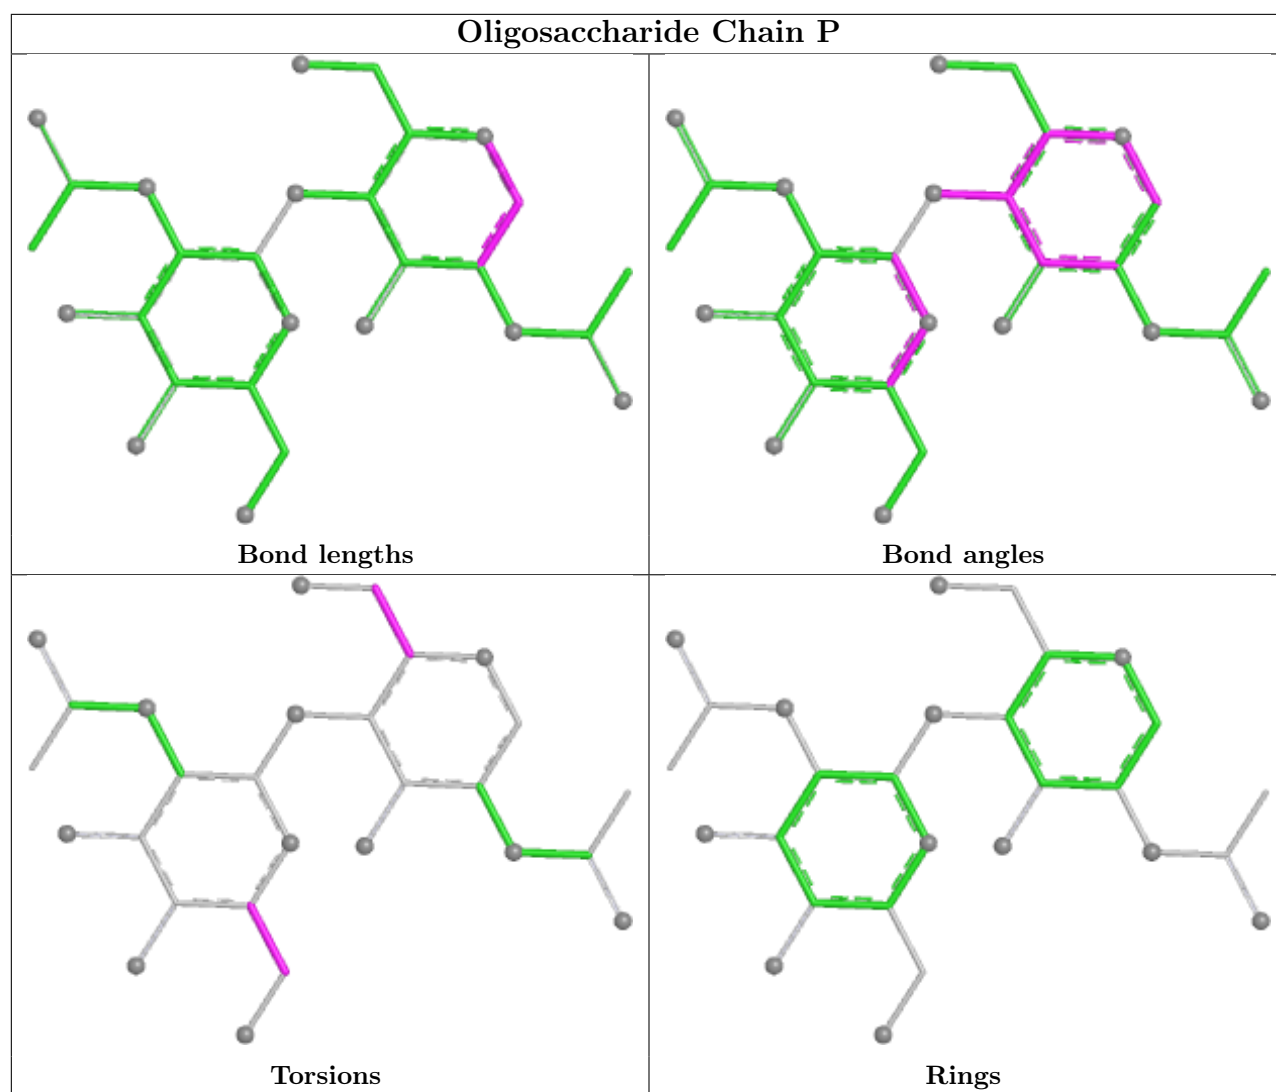 Oligosaccharide Chain P
Bond lengths
Bond angles
Torsions
Rings